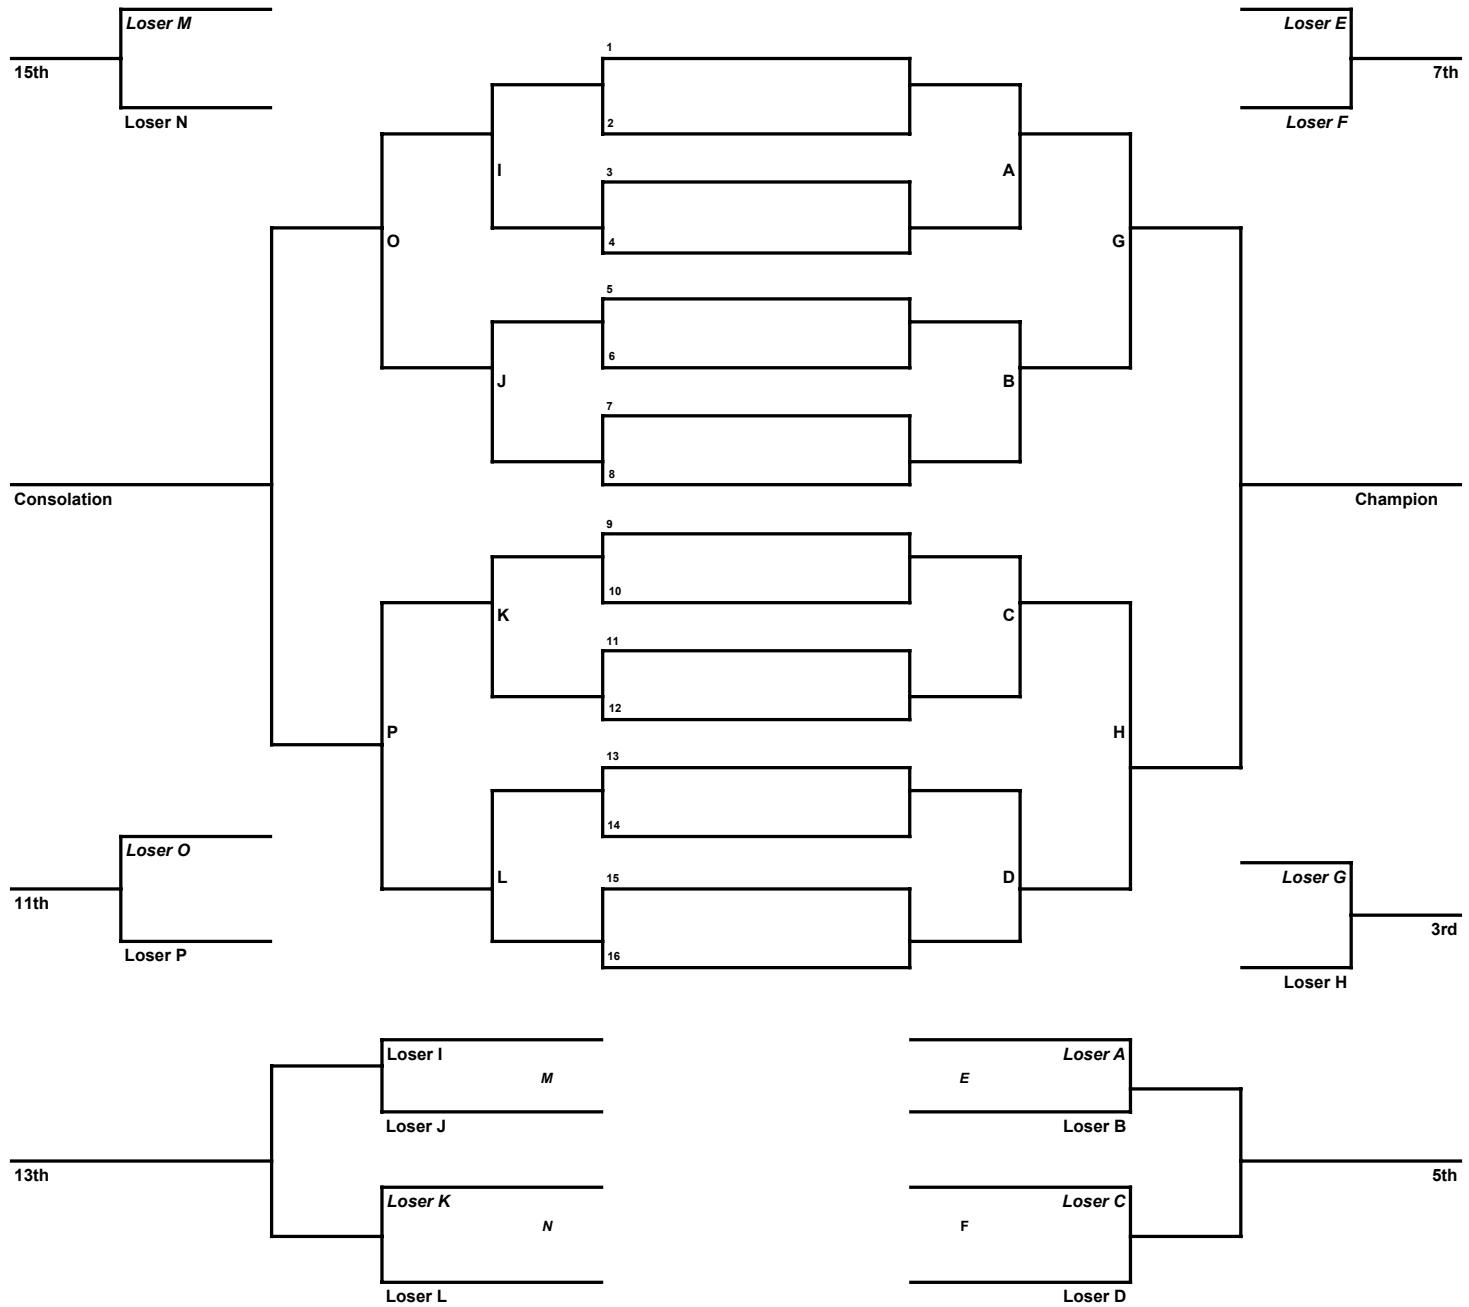 Loser M
Loser E
1
15th
7th
Loser N
2
Loser F
I
3
A
O
4
G
5
J
6
B
7
8
Consolation
Champion
9
K
10
C
11
12
P
H
13
14
Loser O
L
15
D
Loser G
11th
3rd
Loser P
16
Loser H
Loser I
Loser A
M
E
Loser J
Loser B
13th
5th
Loser K
Loser C
N
F
Loser L
Loser D